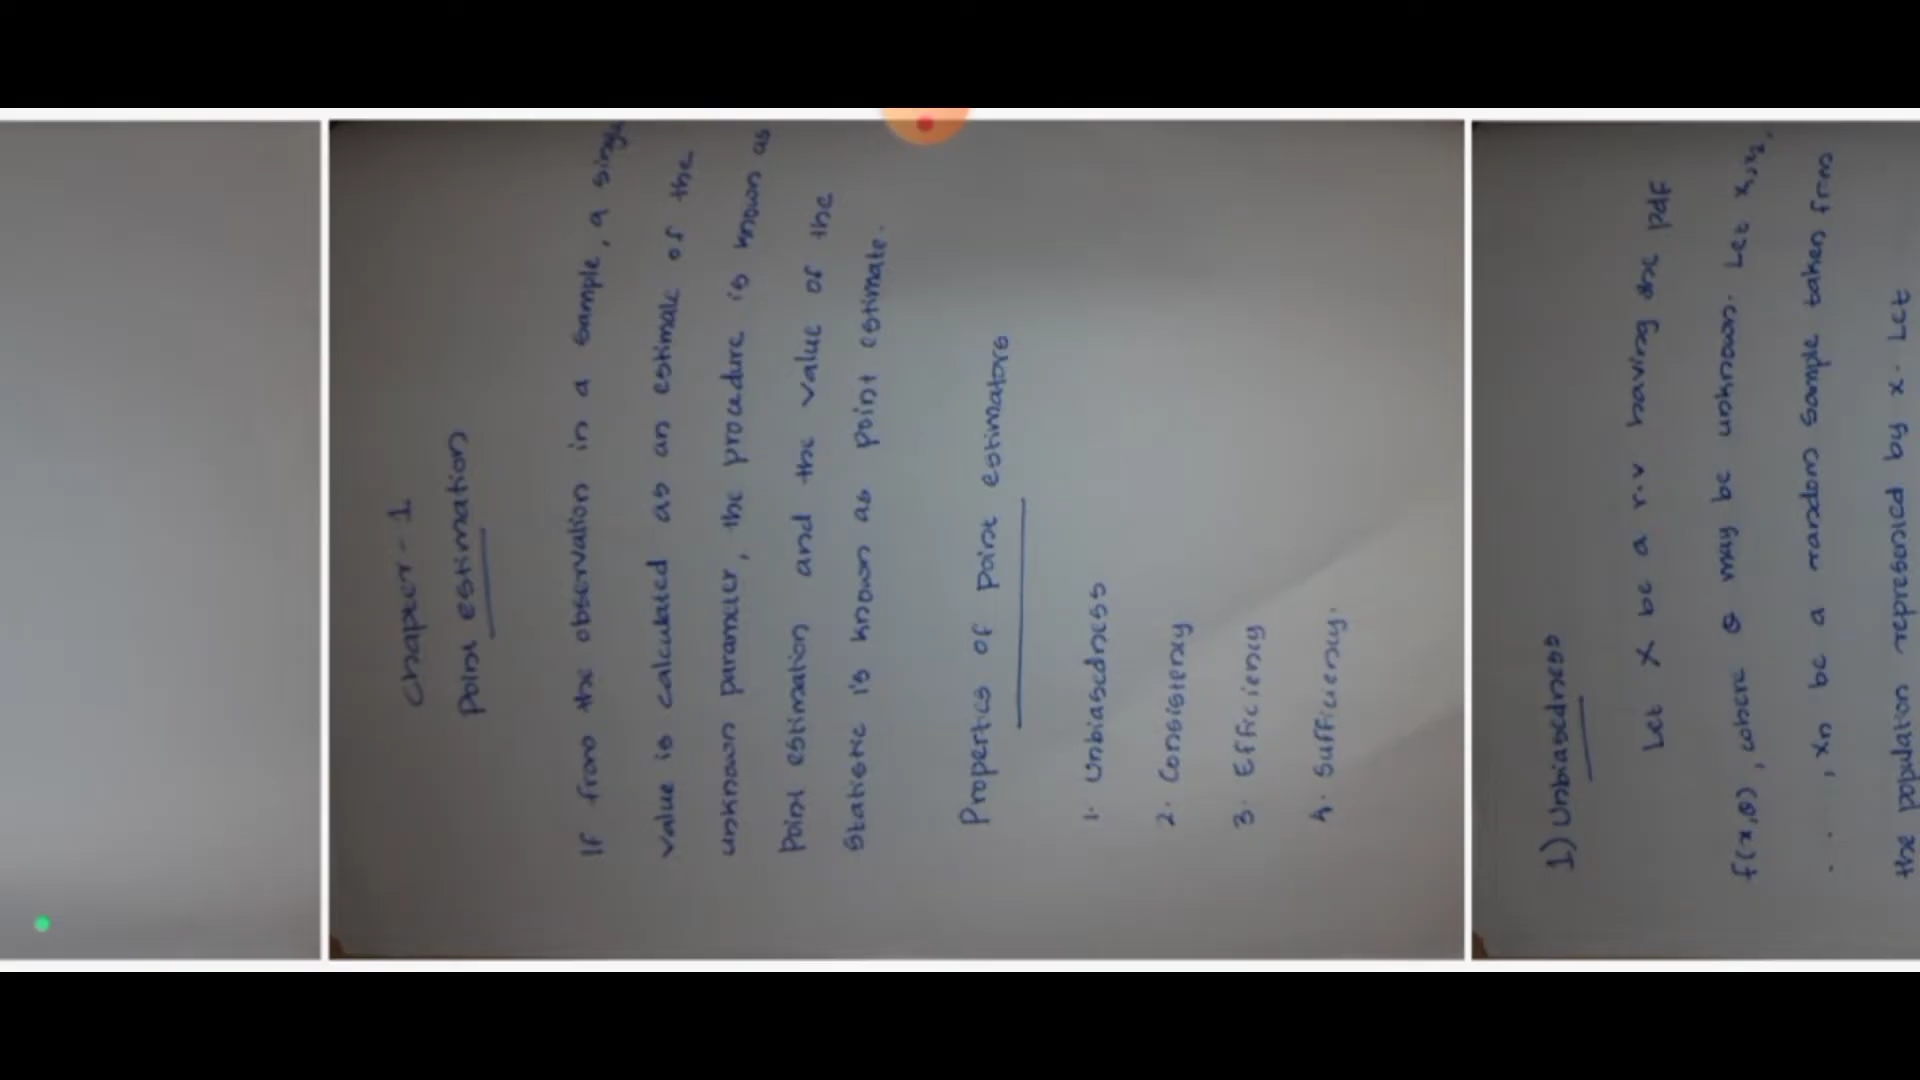 Chapter - 1
Point estimation
If from the observation in a sample, a single
value is calculated as an estimate of the
unknown parameter, the procedure is known as
point estimation and the value of the
statistic is known as point estimate.
Properties of point estimators
1. Unbiasedness
2. Consistency
3. Efficiency
4. Sufficiency.
1) Unbiasedness
Let X be a r.v having the pdf
f(x,θ), where θ may be unknown. Let x1, x2,
...., xn be a random sample taken from
the population represented by x. Let